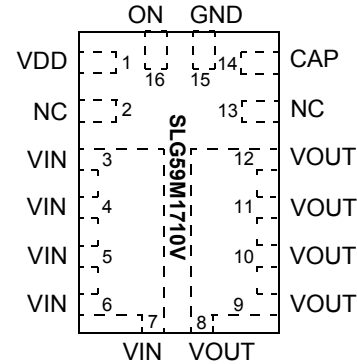 ON GND
VDD 1 16 15 14 CAP
NC 2 13 NC
VIN 3 12 VOUT
VIN 4 11 VOUT
VIN 5 10 VOUT
VIN 6 9 VOUT
7 8
VIN VOUT
SLG59M1710V